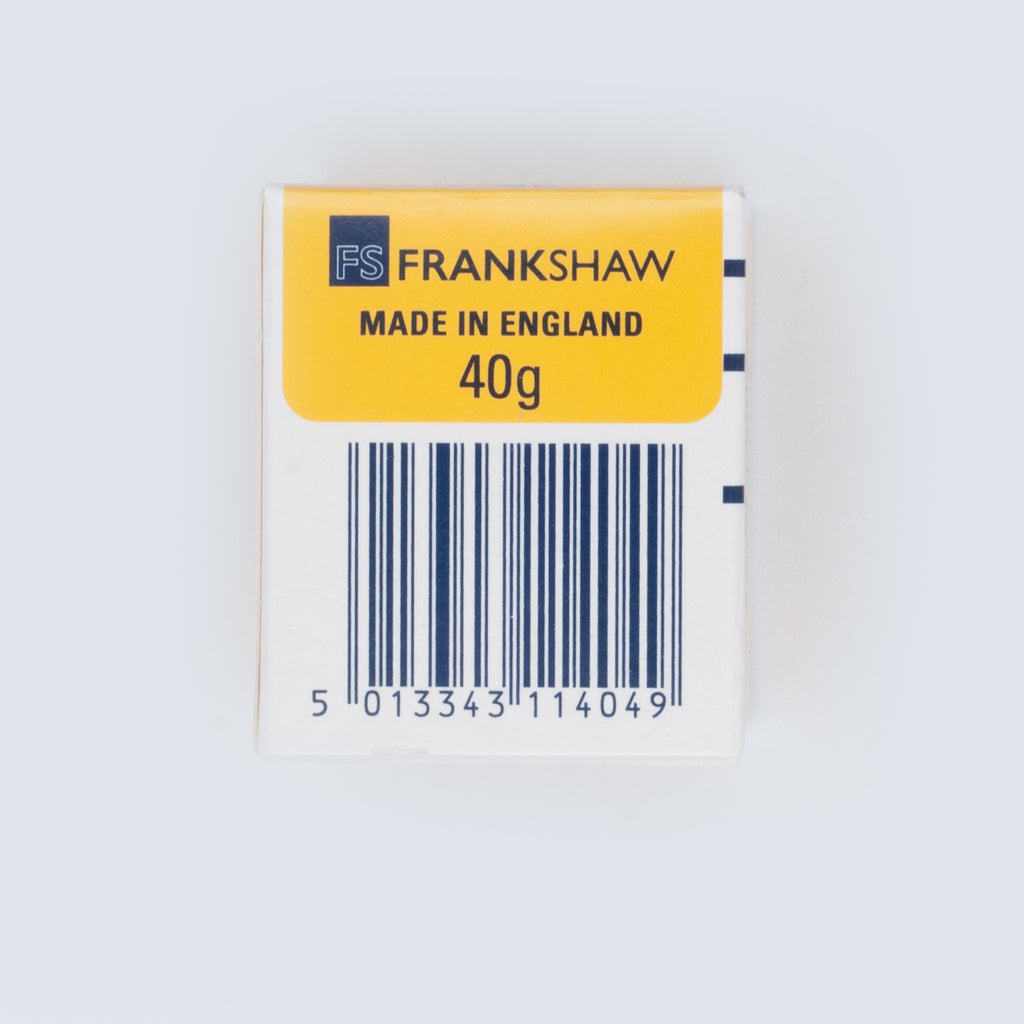 FS FRANKSHAW
MADE IN ENGLAND
40g
5 013343 114049